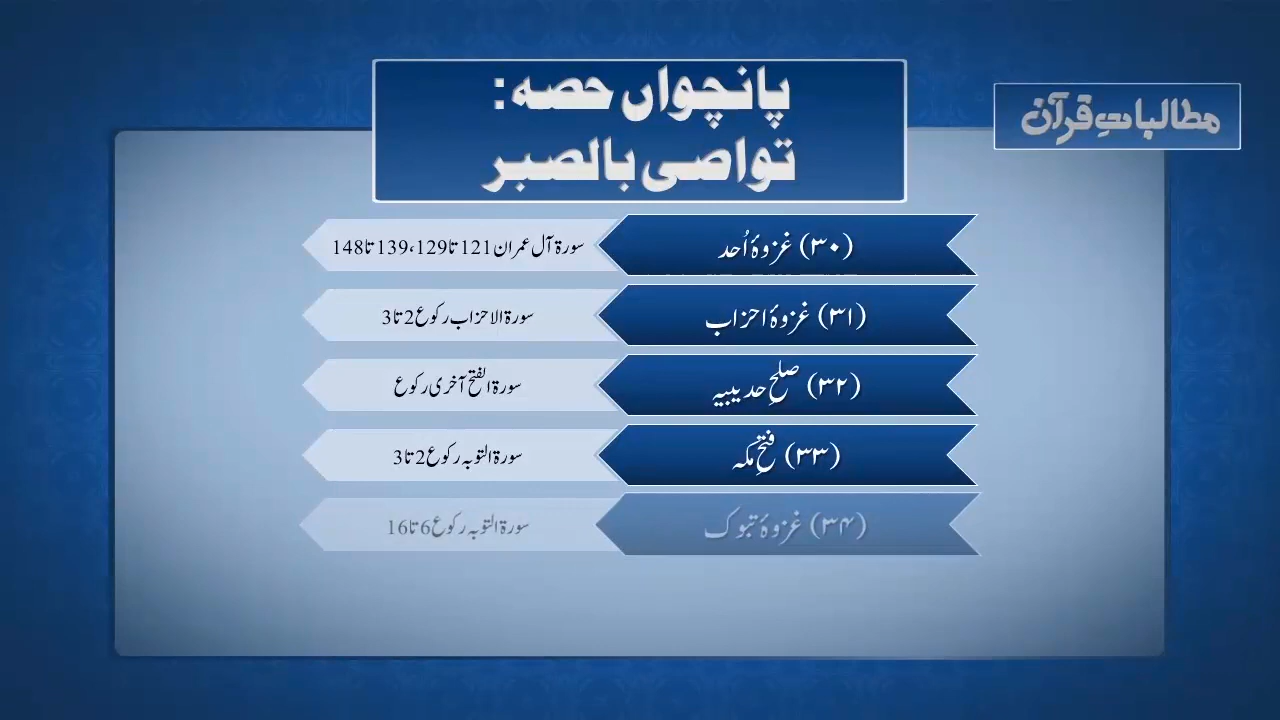 مطالباتِ قرآن
پانچواں حصہ:
تواصی بالصبر
(۳۰) غزوۂ اُحد
سورۃ آل عمران 121 تا 129، 139 تا 148
(۳۱) غزوۂ احزاب
سورۃ الاحزاب رکوع 2 تا 3
(۳۲) صلحِ حدیبیہ
سورۃ الفتح آخری رکوع
(۳۳) فتحِ مکہ
سورۃ التوبہ رکوع 2 تا 3
(۳۴) غزوۂ تبوک
سورۃ التوبہ رکوع 6 تا 16